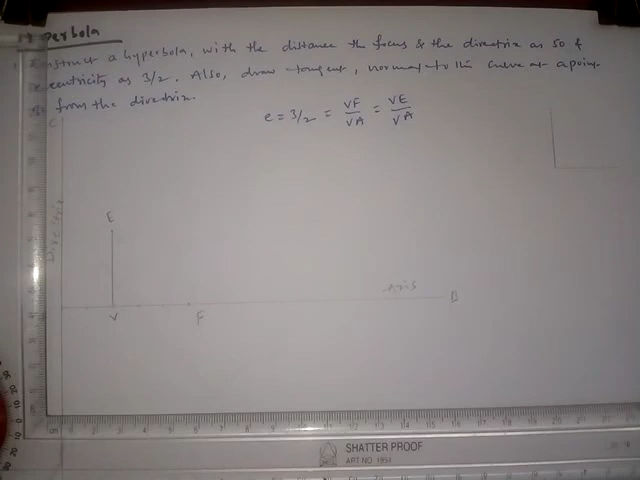 perbola
construct a hyperbola, with the distance the focus & the directrix as 50 &
eccentricity as 3/2. Also, draw tangent, normal to the curve at a point
from the directrix.
e = 3/2 = VF/VA = VE/VA
C
Directrix
E
V
F
Axis
B
SHATTER PROOF
ART NO 1951